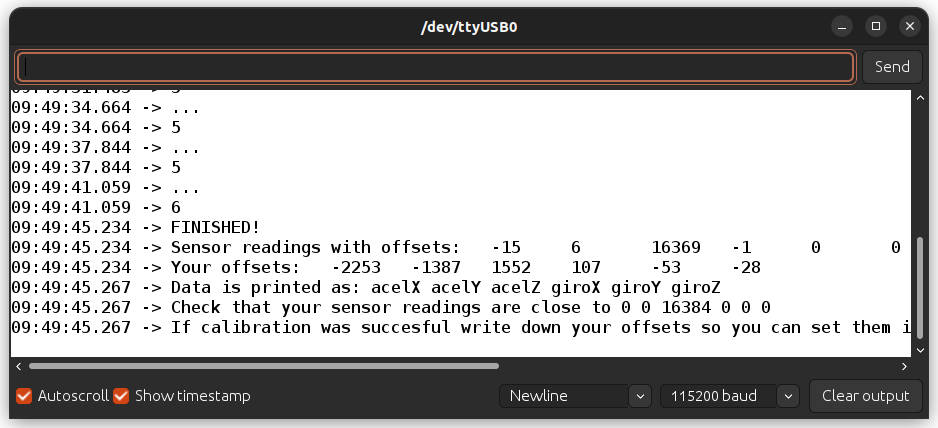 /dev/ttyUSB0
Send
09:49:34.664 -> ...
09:49:34.664 -> 5
09:49:37.844 -> ...
09:49:37.844 -> 5
09:49:41.059 -> ...
09:49:41.059 -> 6
09:49:45.234 -> FINISHED!
09:49:45.234 -> Sensor readings with offsets:	-15	6	16369	-1	0	0
09:49:45.234 -> Your offsets:	-2253	-1387	1552	107	-53	-28
09:49:45.267 -> Data is printed as: acelX acelY acelZ giroX giroY giroZ
09:49:45.267 -> Check that your sensor readings are close to 0 0 16384 0 0 0
09:49:45.267 -> If calibration was succesful write down your offsets so you can set them i
Autoscroll Show timestamp Newline 115200 baud Clear output